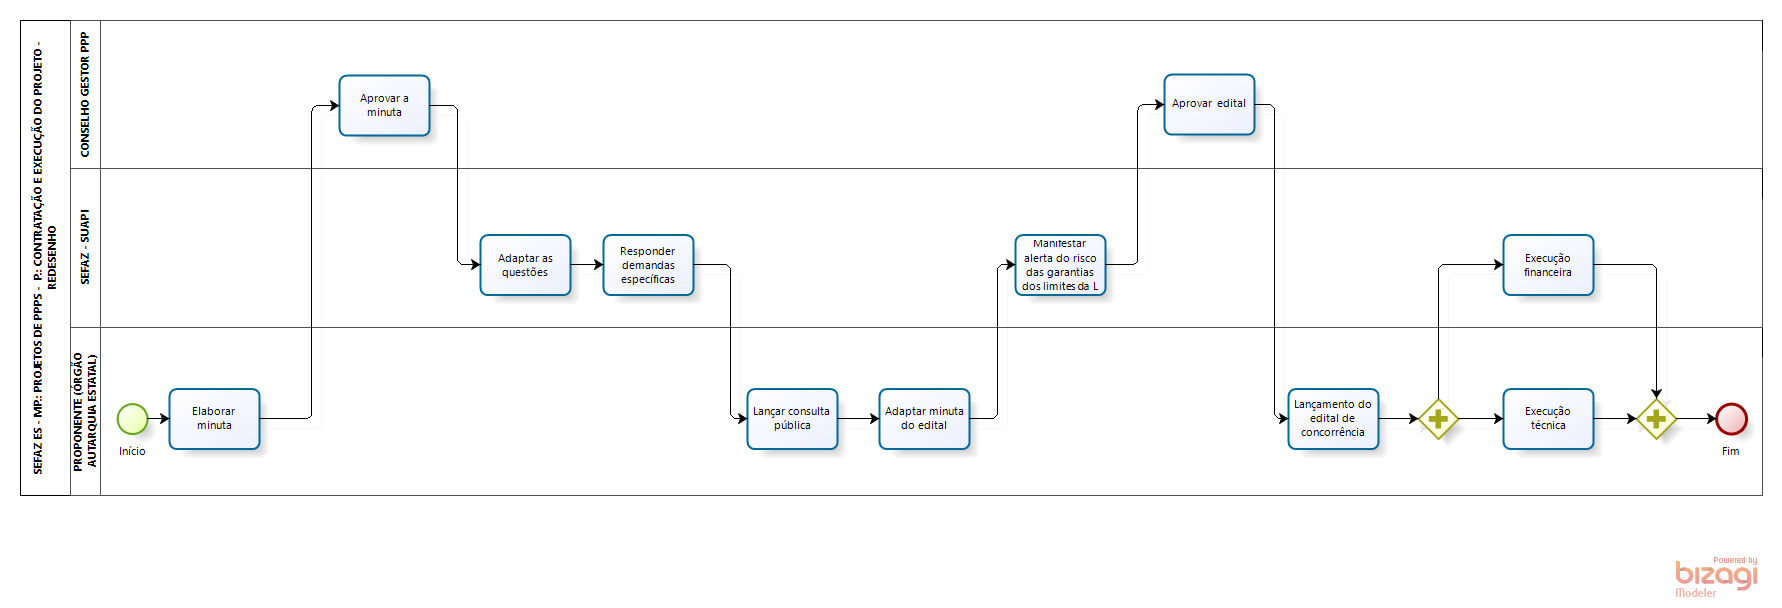 SEFAZ ES - MP.: PROJETOS DE PPPS - P.: CONTRATAÇÃO E EXECUÇÃO DO PROJETO -
REDESENHO
CONSELHO GESTOR PPP
Aprovar a
minuta
Aprovar edital
SEFAZ - SUAPI
Adaptar as
questões
Responder
demandas
específicas
Manifestar
alerta do risco
das garantias
dos limites da L
Execução
financeira
PROPONENTE (ÓRGÃO
AUTARQUIA ESTATAL)
Início
Elaborar
minuta
Lançar consulta
pública
Adaptar minuta
do edital
Lançamento do
edital de
concorrência
Execução
técnica
Fim
Powered by
bizagi
Modeler